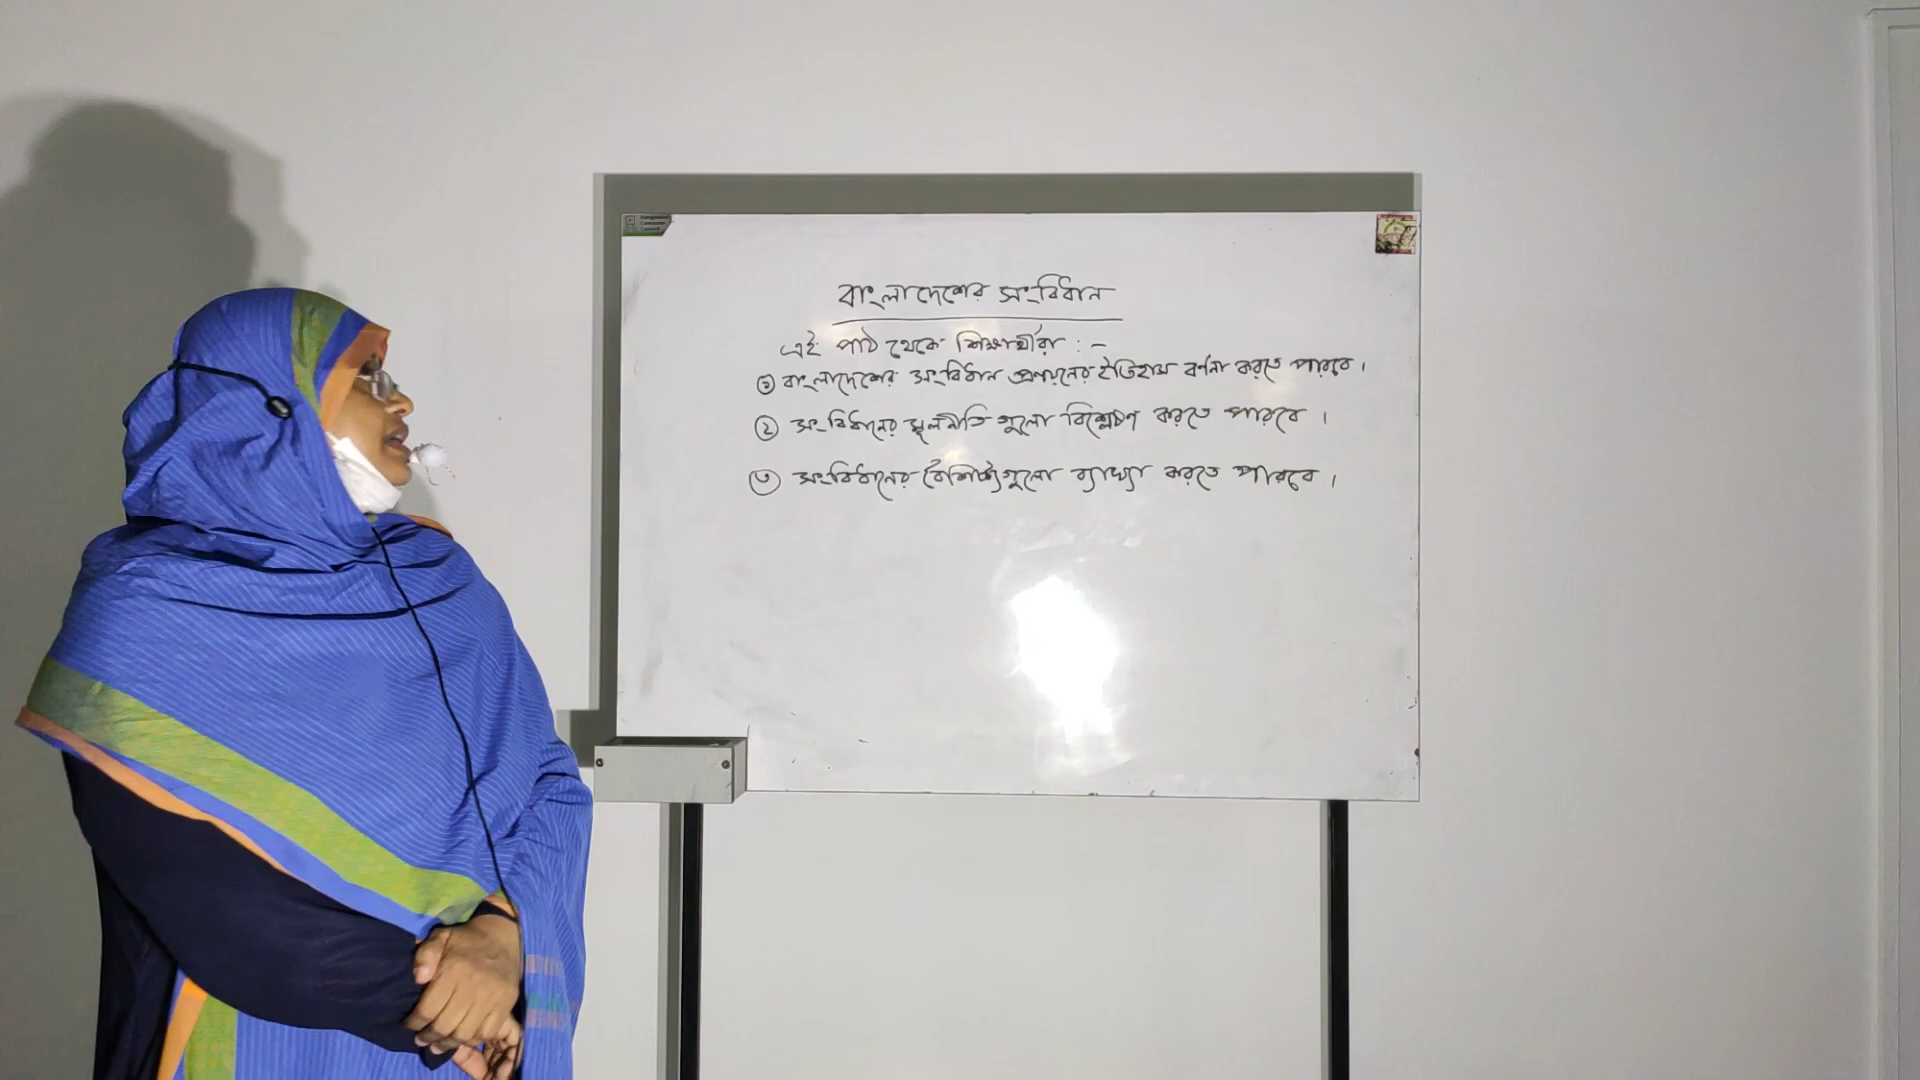 বাংলাদেশের সংবিধান
এই পাঠ থেকে শিক্ষার্থীরা :-
১ বাংলাদেশের সংবিধান প্রণয়নের ইতিহাস বর্ণনা করতে পারবে।
২ সংবিধানের মূলনীতি গুলো বিশ্লেষণ করতে পারবে।
৩ সংবিধানের বৈশিষ্ট্যগুলো ব্যাখ্যা করতে পারবে।